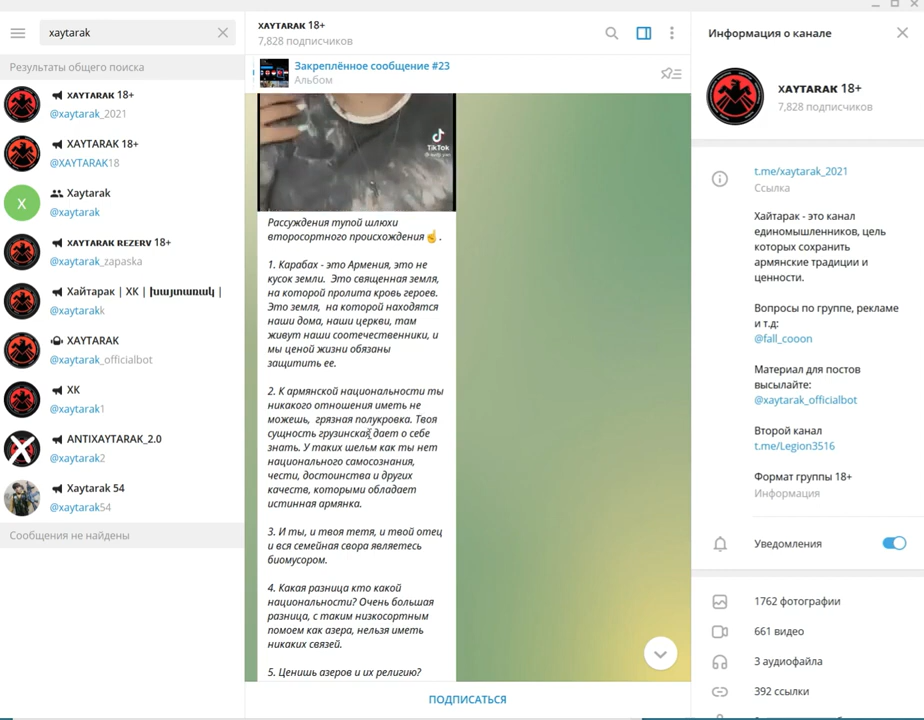 xaytarak
Результаты общего поиска
XAYTARAK 18+
@xaytarak_2021
XAYTARAK 18+
@XAYTARAK18
Xaytarak
@xaytarak
XAYTARAK REZERV 18+
@xaytarak_zapaska
Хайтарак | ХК | խայտառակ |
@xaytarakk
XAYTARAK
@xaytarak_officialbot
ХК
@xaytarak1
ANTIXAYTARAK_2.0
@xaytarak2
Xaytarak 54
@xaytarak54
Сообщения не найдены
XAYTARAK 18+
7,828 подписчиков
Закреплённое сообщение #23
Альбом
TikTok
Рассуждения тупой шлюхи
второсортного происхождения☝️.
1. Карабах - это Армения, это не
кусок земли. Это священная земля,
на которой пролита кровь героев.
Это земля, на которой находятся
наши дома, наши церкви, там
живут наши соотечественники, и
мы ценой жизни обязаны
защитить ее.
2. К армянской национальности ты
никакого отношения иметь не
можешь, грязная полукровка. Твоя
сущность грузинская дает о себе
знать. У таких шельм как ты нет
национального самосознания,
чести, достоинства и других
качеств, которыми обладает
истинная армянка.
3. И ты, и твоя тетя, и твой отец
и вся семейная свора являетесь
биомусором.
4. Какая разница кто какой
национальности? Очень большая
разница, с таким низкосортным
помоем как азера, нельзя иметь
никаких связей.
5. Ценишь азеров и их религию?
ПОДПИСАТЬСЯ
Информация о канале
XAYTARAK 18+
7,828 подписчиков
t.me/xaytarak_2021
Ссылка
Хайтарак - это канал
единомышленников, цель
которых сохранить
армянские традиции и
ценности.
Вопросы по группе, рекламе
и т.д:
@fall_cooon
Материал для постов
высылайте:
@xaytarak_officialbot
Второй канал
t.me/Legion3516
Формат группы 18+
Информация
Уведомления
1762 фотографии
661 видео
3 аудиофайла
392 ссылки